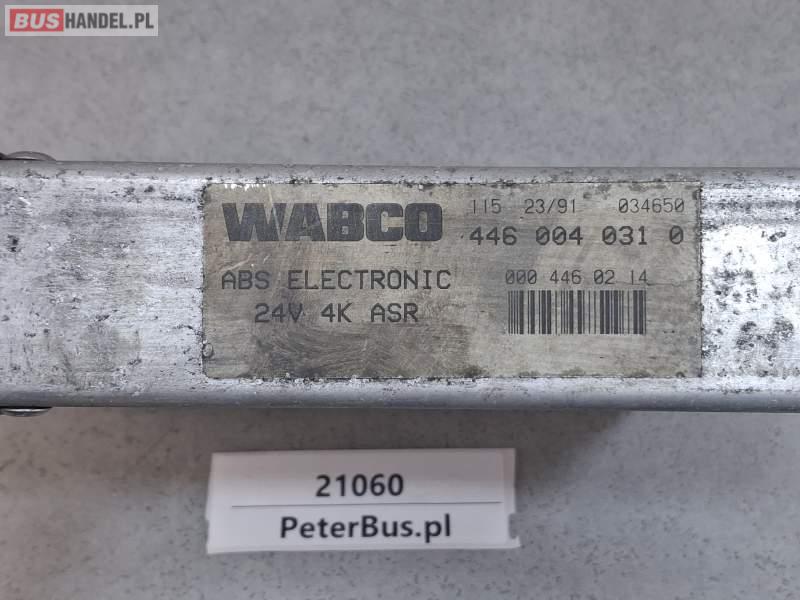 BUSHANDEL.PL
WABCO
115 23/91 034650
446 004 031 0
ABS ELECTRONIC
24V 4K ASR
000 446 02 14
21060
PeterBus.pl